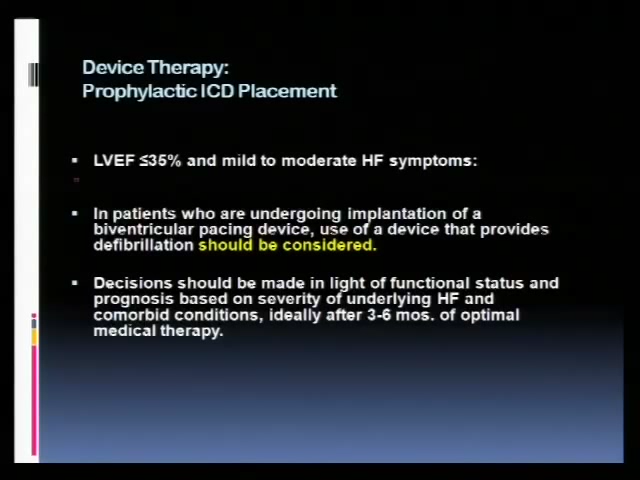 Device Therapy:
Prophylactic ICD Placement
▪ LVEF ≤35% and mild to moderate HF symptoms:
▪ In patients who are undergoing implantation of a
biventricular pacing device, use of a device that provides
defibrillation should be considered.
▪ Decisions should be made in light of functional status and
prognosis based on severity of underlying HF and
comorbid conditions, ideally after 3-6 mos. of optimal
medical therapy.